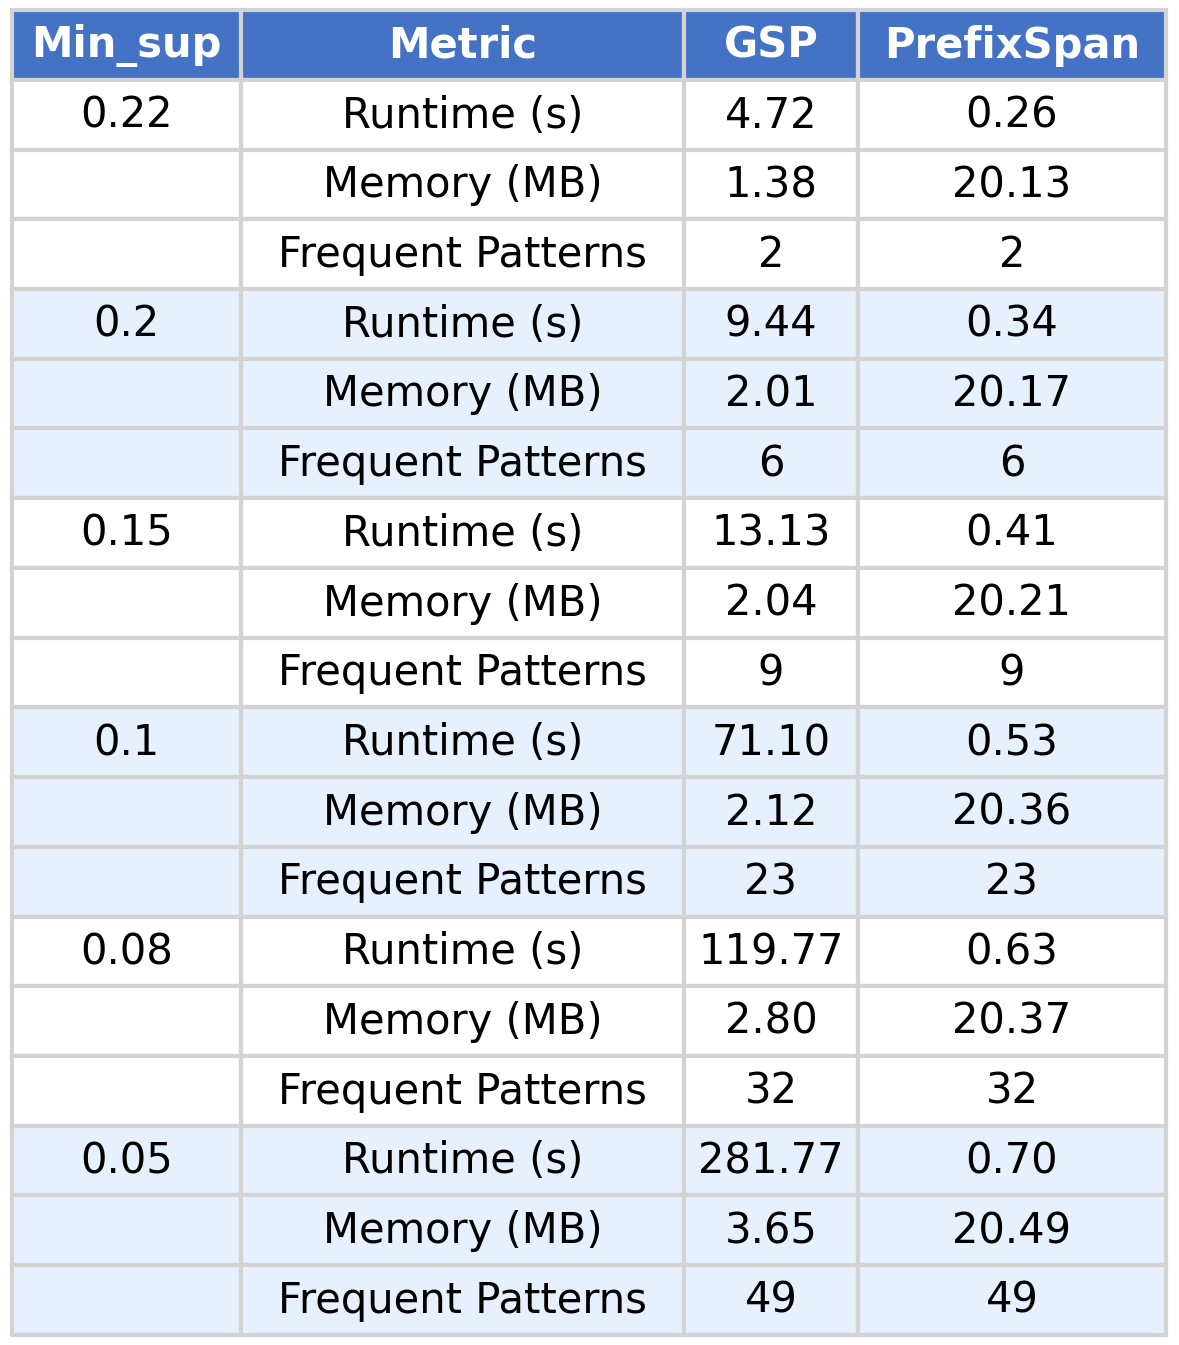 Min_sup Metric GSP PrefixSpan
0.22 Runtime (s) 4.72 0.26
Memory (MB) 1.38 20.13
Frequent Patterns 2 2
0.2 Runtime (s) 9.44 0.34
Memory (MB) 2.01 20.17
Frequent Patterns 6 6
0.15 Runtime (s) 13.13 0.41
Memory (MB) 2.04 20.21
Frequent Patterns 9 9
0.1 Runtime (s) 71.10 0.53
Memory (MB) 2.12 20.36
Frequent Patterns 23 23
0.08 Runtime (s) 119.77 0.63
Memory (MB) 2.80 20.37
Frequent Patterns 32 32
0.05 Runtime (s) 281.77 0.70
Memory (MB) 3.65 20.49
Frequent Patterns 49 49